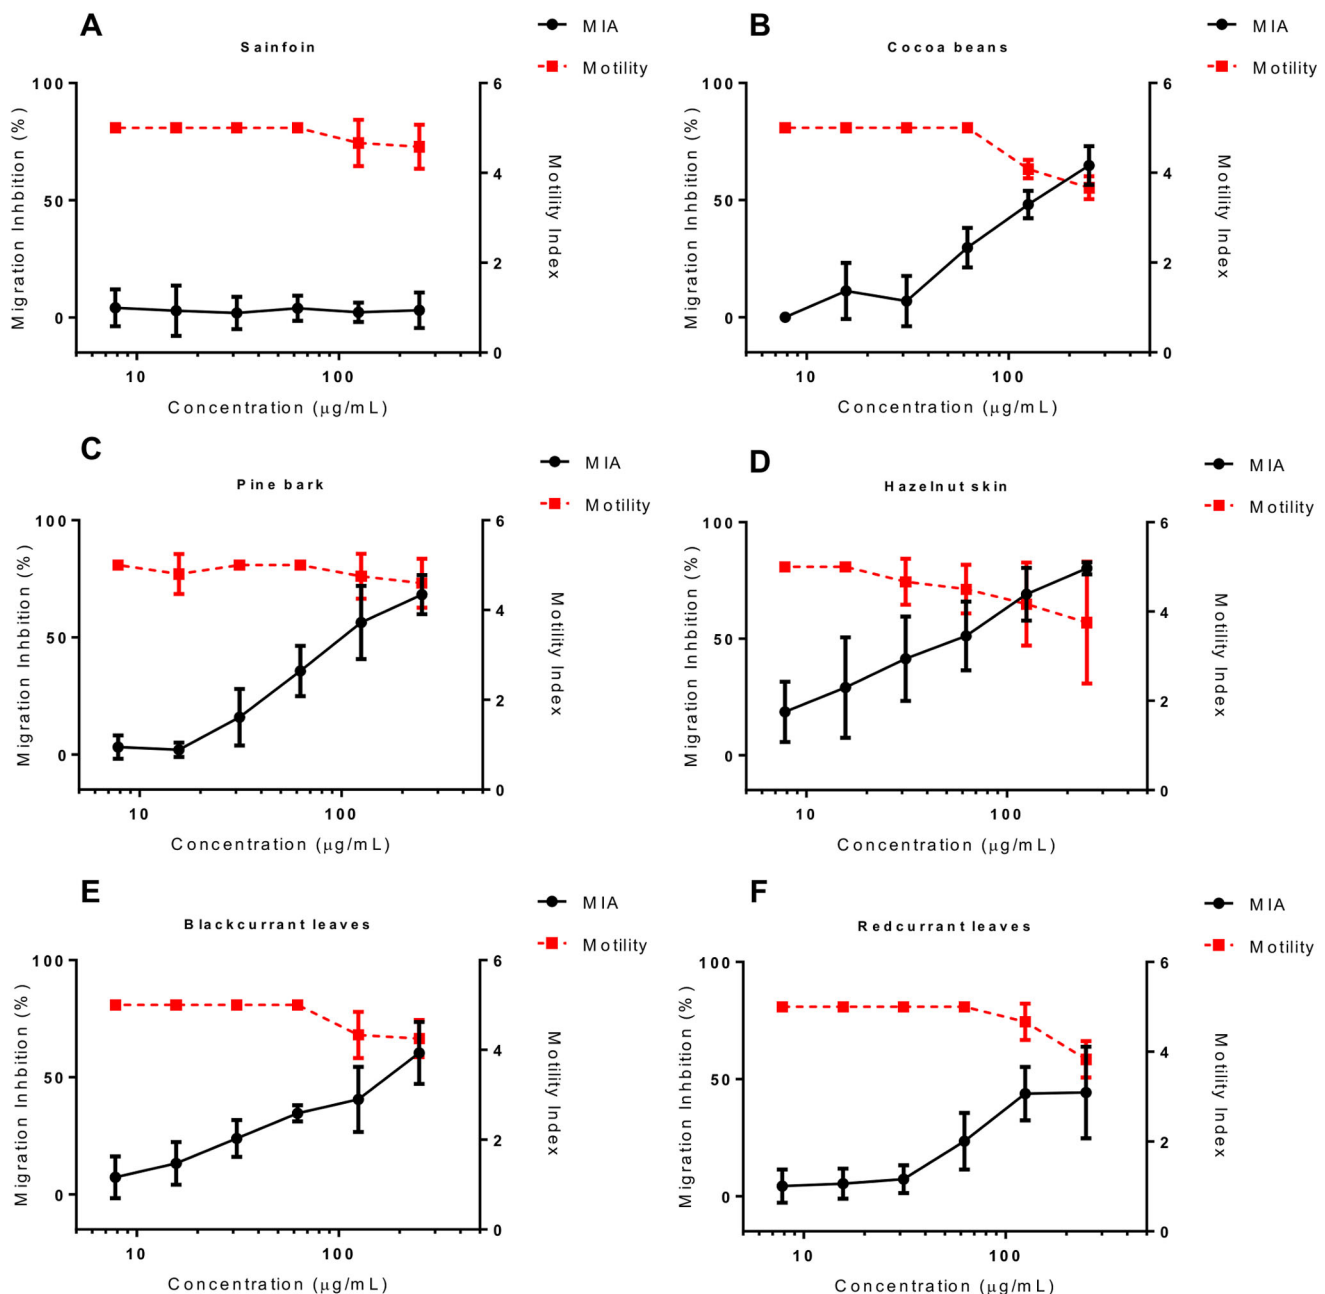 A
Sainfoin
MIA
Motility
100
50
0
6
4
2
0
Migration Inhbition (%)
Motility Index
10
100
Concentration (μg/mL)
B
Cocoa beans
MIA
Motility
100
50
0
6
4
2
0
Migration Inhbition (%)
Motility Index
10
100
Concentration (μg/mL)
C
Pine bark
MIA
Motility
100
50
0
6
4
2
0
Migration Inhbition (%)
Motility Index
10
100
Concentration (μg/mL)
D
Hazelnut skin
MIA
Motility
100
50
0
6
4
2
0
Migration Inhbition (%)
Motility Index
10
100
Concentration (μg/mL)
E
Blackcurrant leaves
MIA
Motility
100
50
0
6
4
2
0
Migration Inhbition (%)
Motility Index
10
100
Concentration (μg/mL)
F
Redcurrant leaves
MIA
Motility
100
50
0
6
4
2
0
Migration Inhbition (%)
Motility Index
10
100
Concentration (μg/mL)